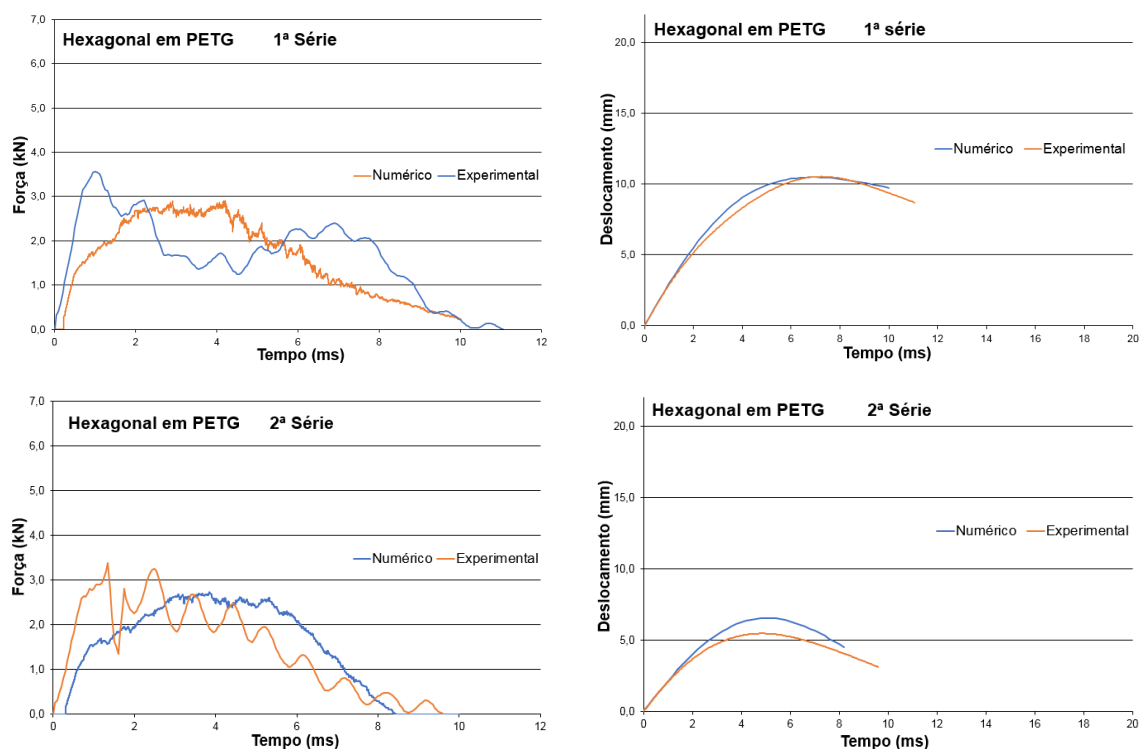 Hexagonal em PETG 1ª Série
Força (kN)
7,0
6,0
5,0
4,0
3,0
2,0
1,0
0,0
Numérico Experimental
0 2 4 6 8 10 12
Tempo (ms)
Hexagonal em PETG 1ª série
Deslocamento (mm)
20,0
15,0
10,0
5,0
0,0
Numérico Experimental
0 2 4 6 8 10 12 14 16 18 20
Tempo (ms)
Hexagonal em PETG 2ª Série
Força (kN)
7,0
6,0
5,0
4,0
3,0
2,0
1,0
0,0
Numérico Experimental
0 2 4 6 8 10 12
Tempo (ms)
Hexagonal em PETG 2ª Série
Deslocamento (mm)
20,0
15,0
10,0
5,0
0,0
Numérico Experimental
0 2 4 6 8 10 12 14 16 18 20
Tempo (ms)